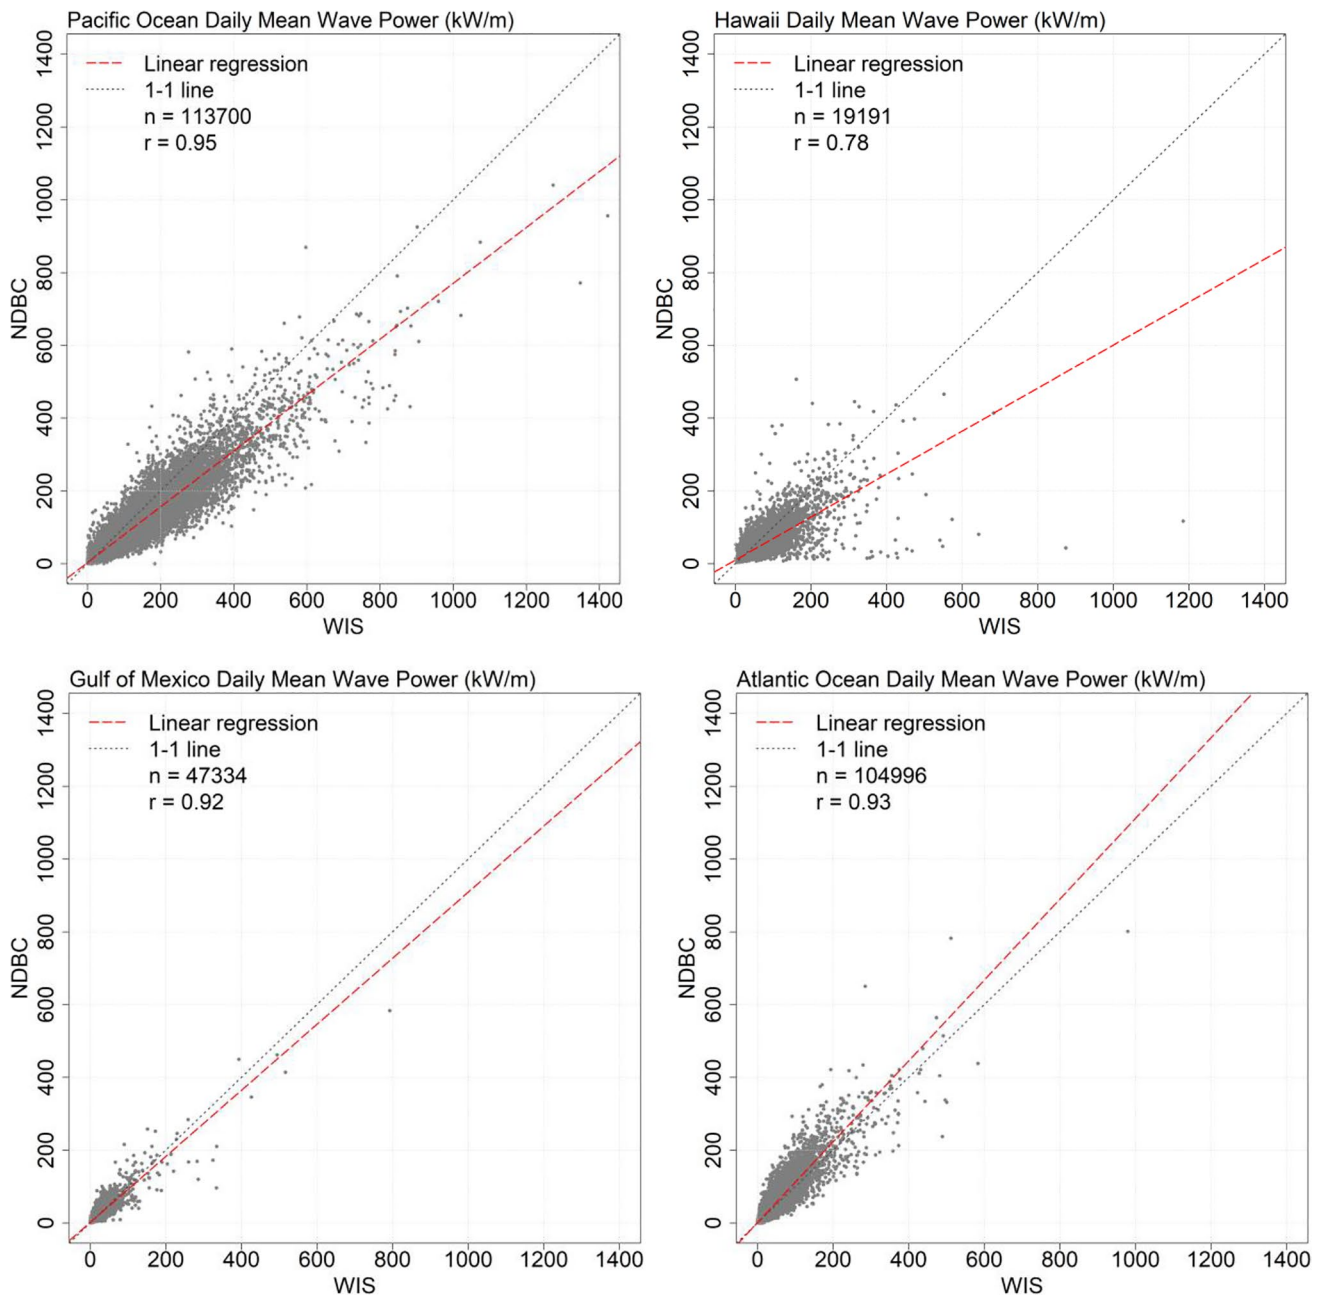 Pacific Ocean Daily Mean Wave Power (kW/m)
Linear regression
1-1 line
n = 113700
r = 0.95
NDBC
1400
1200
1000
800
600
400
200
0
0 200 400 600 800 1000 1200 1400
WIS
Hawaii Daily Mean Wave Power (kW/m)
Linear regression
1-1 line
n = 19191
r = 0.78
NDBC
1400
1200
1000
800
600
400
200
0
0 200 400 600 800 1000 1200 1400
WIS
Gulf of Mexico Daily Mean Wave Power (kW/m)
Linear regression
1-1 line
n = 47334
r = 0.92
NDBC
1400
1200
1000
800
600
400
200
0
0 200 400 600 800 1000 1200 1400
WIS
Atlantic Ocean Daily Mean Wave Power (kW/m)
Linear regression
1-1 line
n = 104996
r = 0.93
NDBC
1400
1200
1000
800
600
400
200
0
0 200 400 600 800 1000 1200 1400
WIS